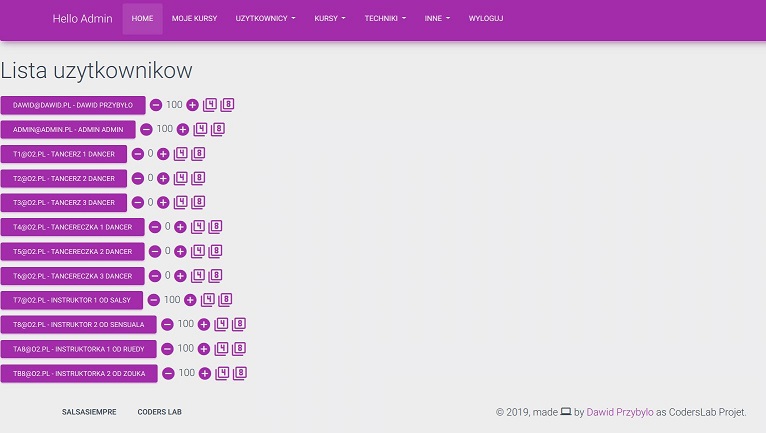 Hello Admin HOME MOJE KURSY UZYTKOWNICY KURSY TECHNIKI INNE WYLOGUJ
Lista uzytkownikow
DAWID@DAWID.PL - DAWID PRZYBYŁO 100 4 8
ADMIN@ADMIN.PL - ADMIN ADMIN 100 4 8
T1@O2.PL - TANCERZ 1 DANCER 0 4 8
T2@O2.PL - TANCERZ 2 DANCER 0 4 8
T3@O2.PL - TANCERZ 3 DANCER 0 4 8
T4@O2.PL - TANCERECZKA 1 DANCER 0 4 8
T5@O2.PL - TANCERECZKA 2 DANCER 0 4 8
T6@O2.PL - TANCERECZKA 3 DANCER 0 4 8
T7@O2.PL - INSTRUKTOR 1 OD SALSY 100 4 8
T8@O2.PL - INSTRUKTOR 2 OD SENSUALA 100 4 8
TA8@O2.PL - INSTRUKTORKA 1 OD RUEDY 100 4 8
TB8@O2.PL - INSTRUKTORKA 2 OD ZOUKA 100 4 8
SALSASIEMPRE CODERS LAB © 2019, made by Dawid Przybylo as CodersLab Projet.